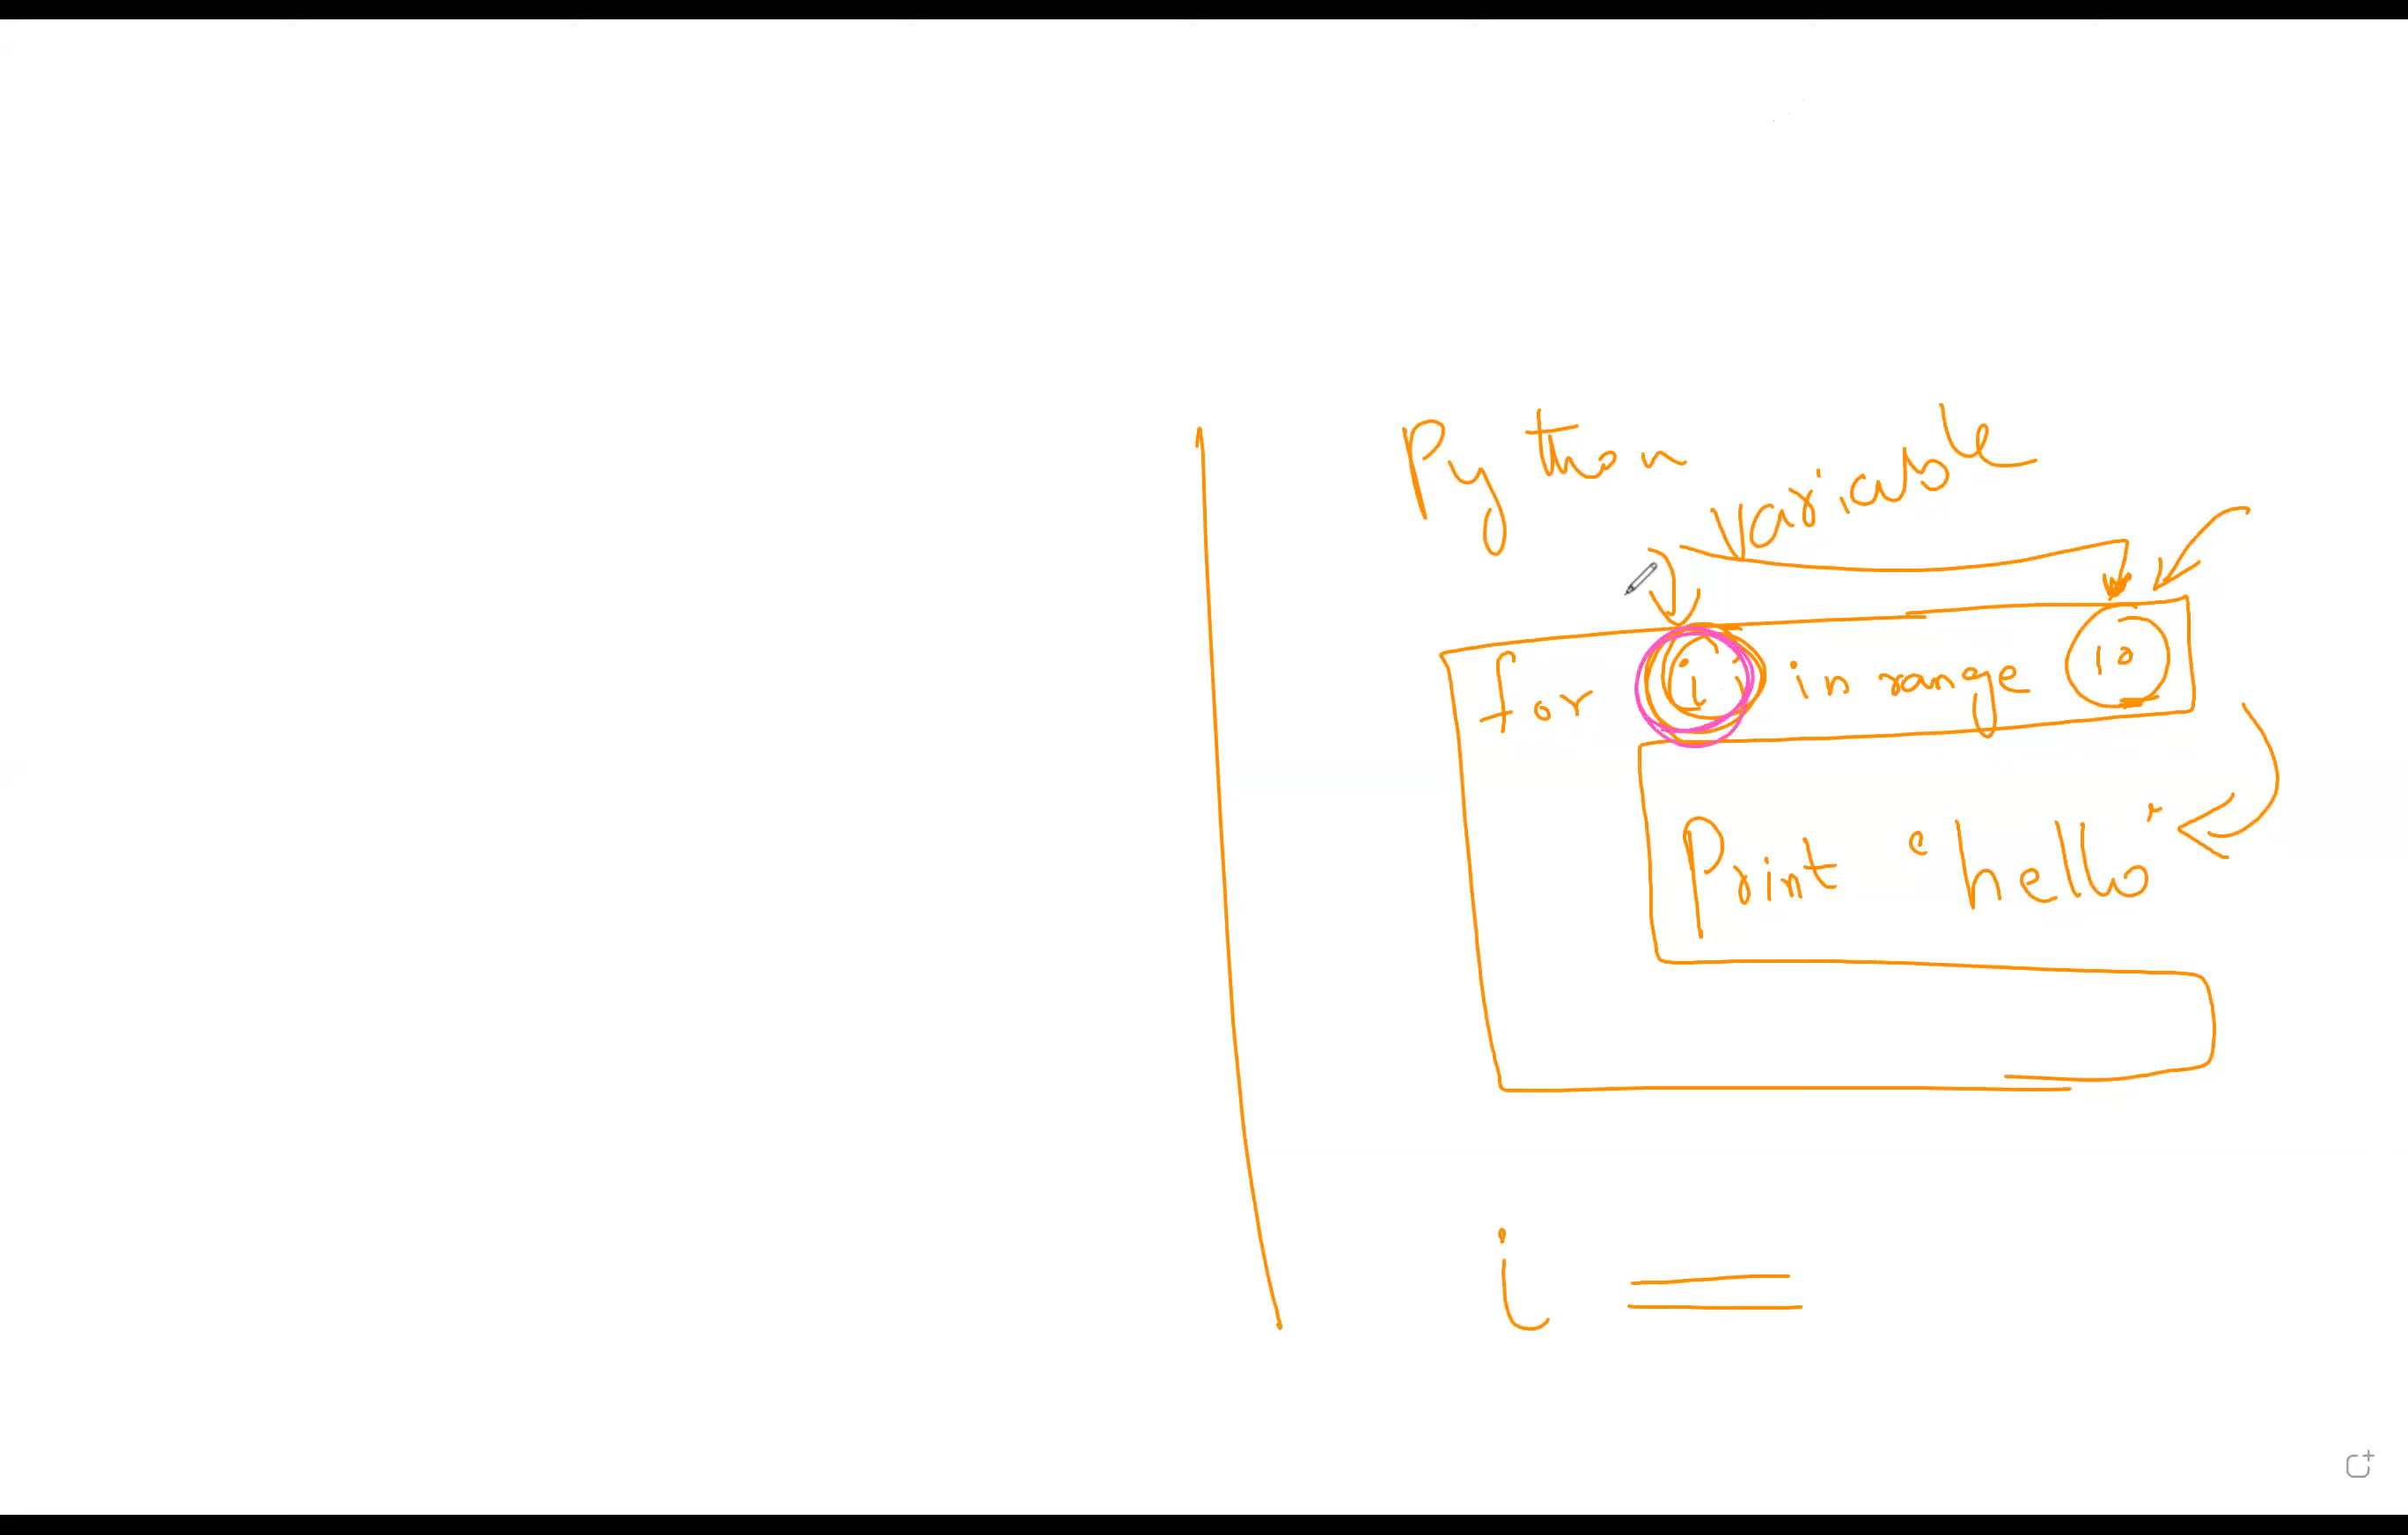 Python
variable
for i in range 10
Print "hello"
i =